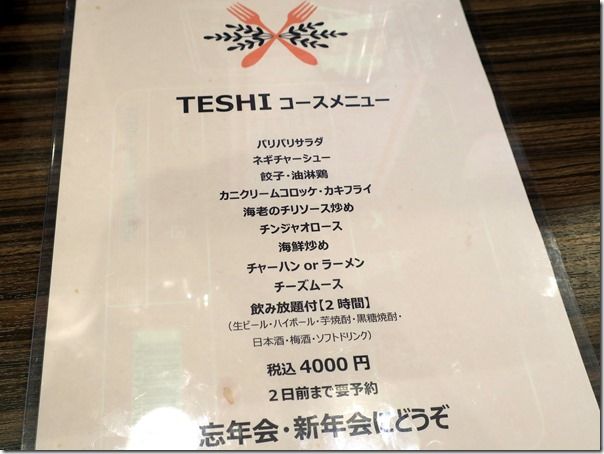 TESHI コースメニュー
パリパリサラダ
ネギチャーシュー
餃子・油淋鶏
カニクリームコロッケ・カキフライ
海老のチリソース炒め
チンジャオロース
海鮮炒め
チャーハン or ラーメン
チーズムース
飲み放題付【2時間】
（生ビール・ハイボール・芋焼酎・黒糖焼酎・
日本酒・梅酒・ソフトドリンク）
税込 4000 円
2日前まで要予約
忘年会・新年会にどうぞ